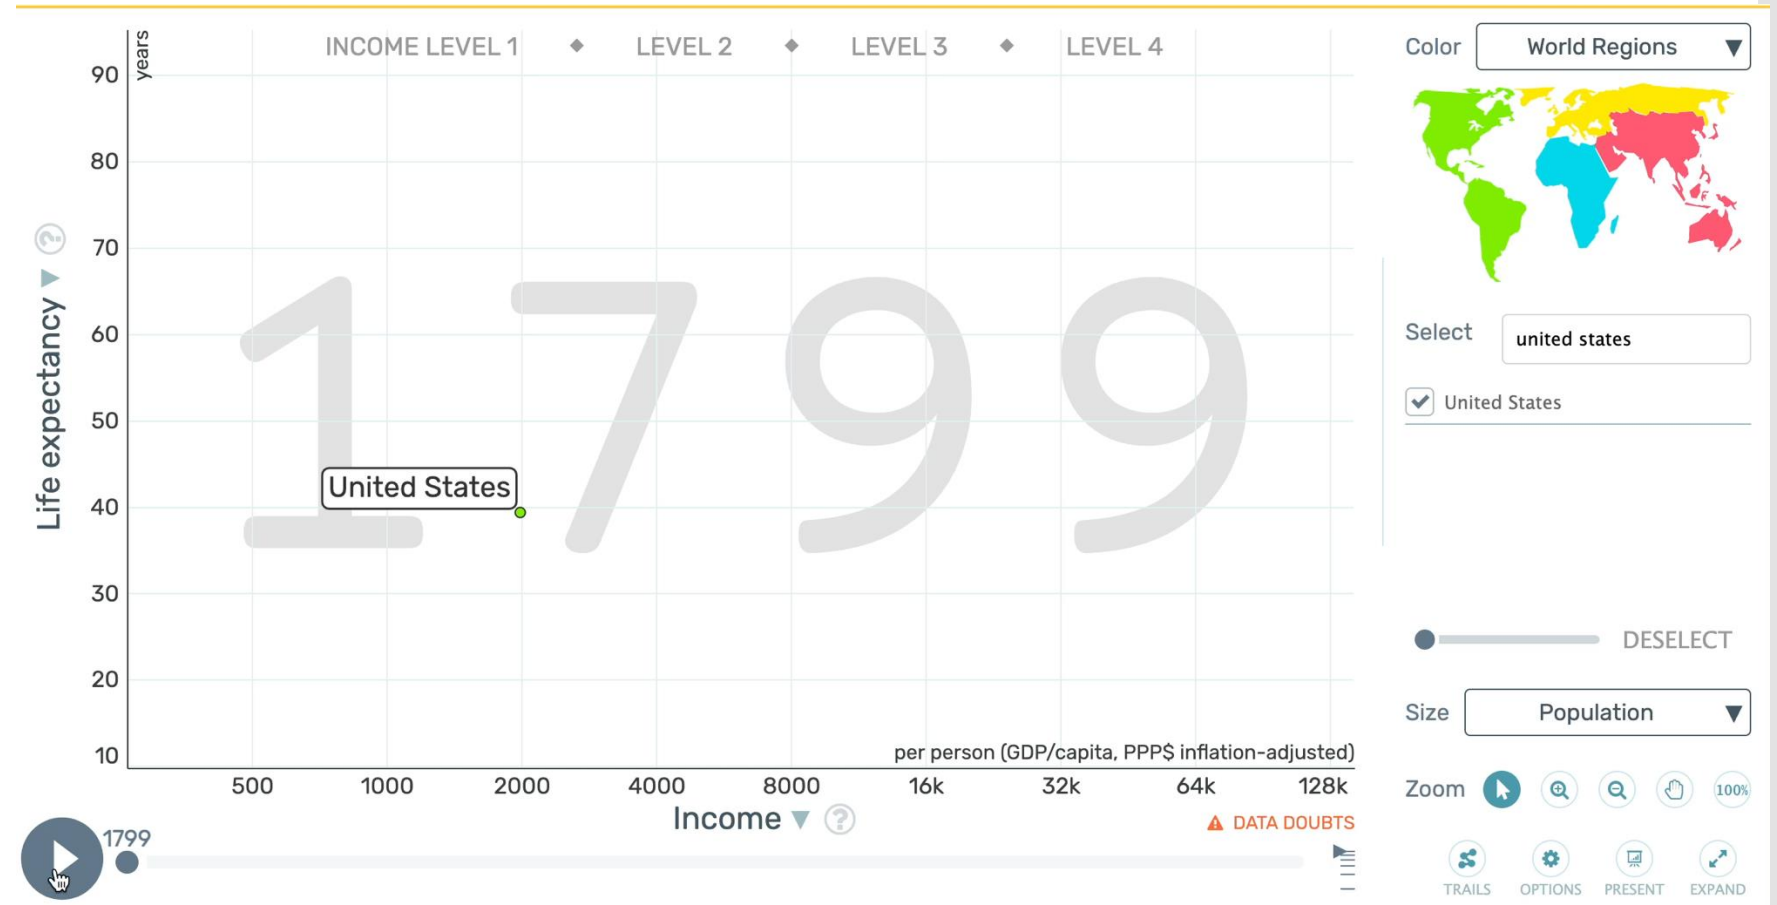 years
INCOME LEVEL 1 ◆ LEVEL 2 ◆ LEVEL 3 ◆ LEVEL 4
90
80
70
60
50
40
30
20
10
Life expectancy ▼
?
1799
United States
per person (GDP/capita, PPP$ inflation-adjusted)
500 1000 2000 4000 8000 16k 32k 64k 128k
Income ▼ ?
DATA DOUBTS
1799
Color World Regions ▼
Select united states
United States
DESELECT
Size Population ▼
Zoom 100%
TRAILS OPTIONS PRESENT EXPAND